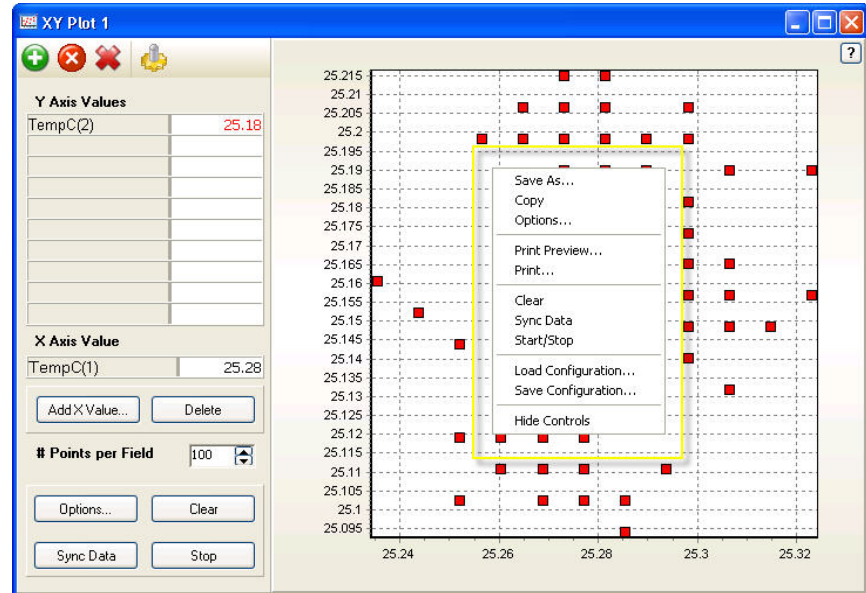 XY Plot 1
?
Y Axis Values
TempC(2) 25.18
X Axis Value
TempC(1) 25.28
Add X Value... Delete
# Points per Field 100
Options... Clear
Sync Data Stop
25.215
25.21
25.205
25.2
25.195
25.19
25.185
25.18
25.175
25.17
25.165
25.16
25.155
25.15
25.145
25.14
25.135
25.13
25.125
25.12
25.115
25.11
25.105
25.1
25.095
25.24 25.26 25.28 25.3 25.32
Save As...
Copy
Options...
Print Preview...
Print...
Clear
Sync Data
Start/Stop
Load Configuration...
Save Configuration...
Hide Controls